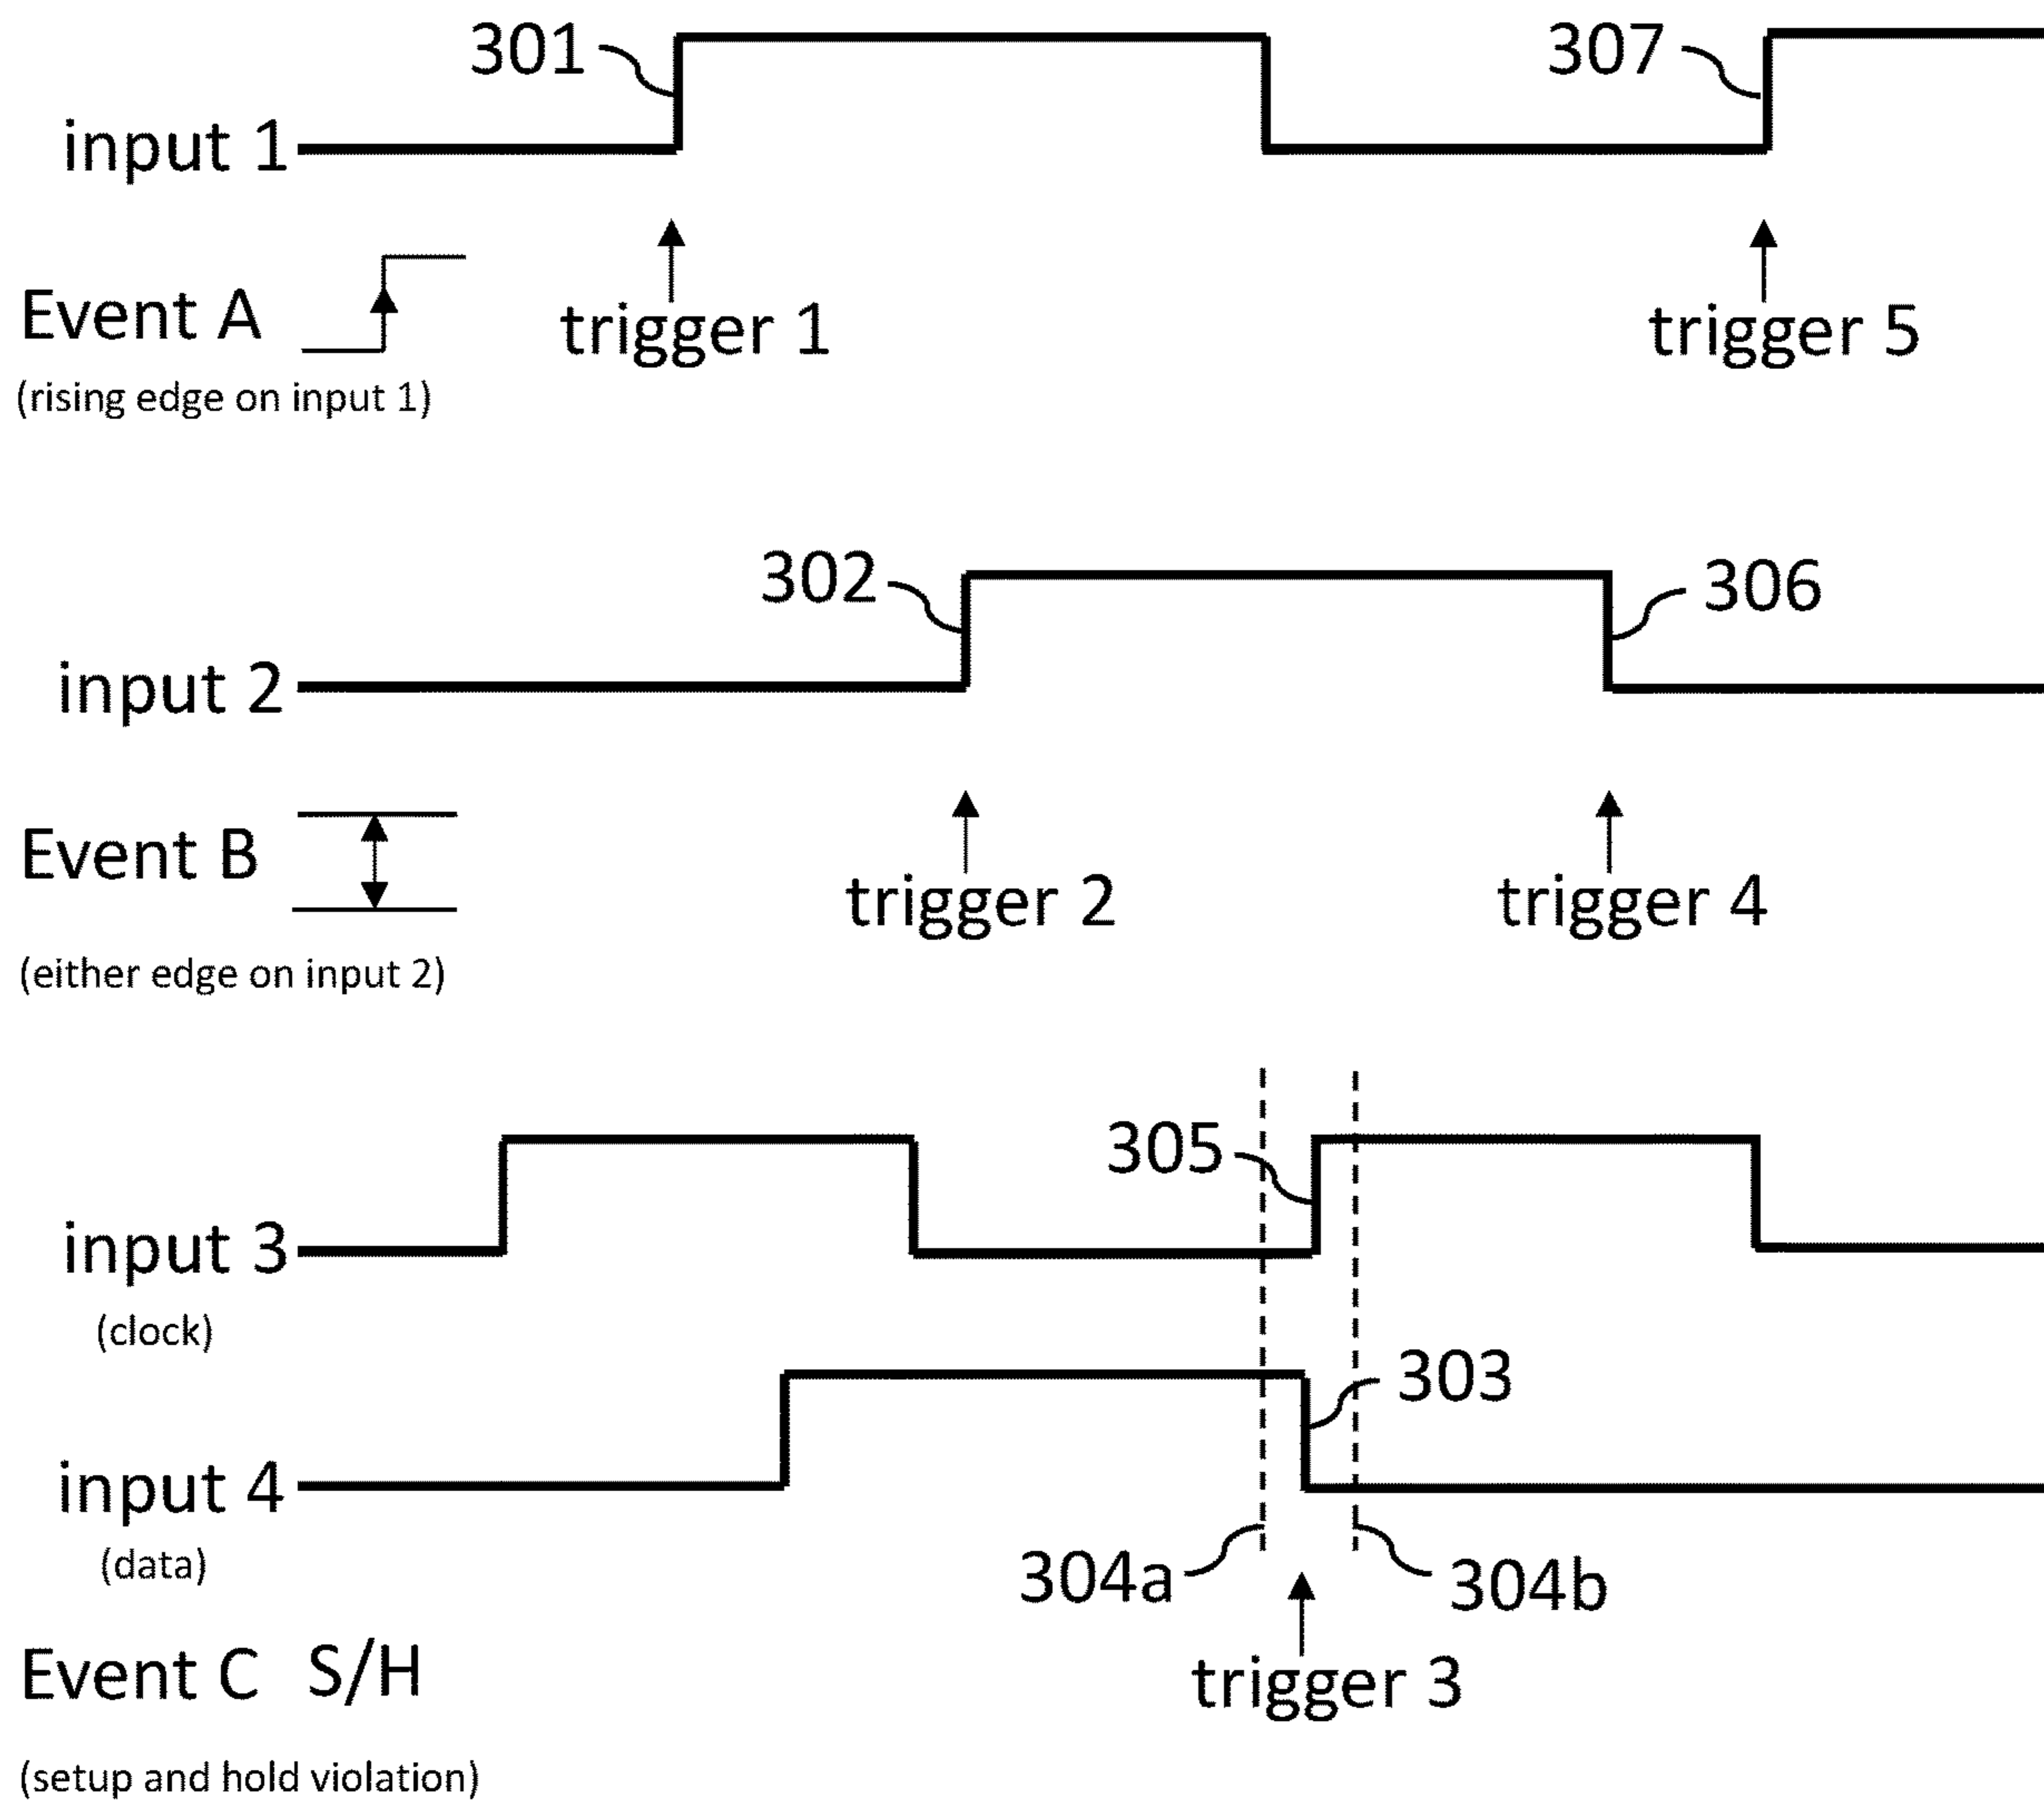 301
307
input 1
Event A
trigger 1
trigger 5
(rising edge on input 1)
302
306
input 2
Event B
trigger 2
trigger 4
(either edge on input 2)
305
input 3
(clock)
303
input 4
(data)
304a
304b
Event C S/H
trigger 3
(setup and hold violation)